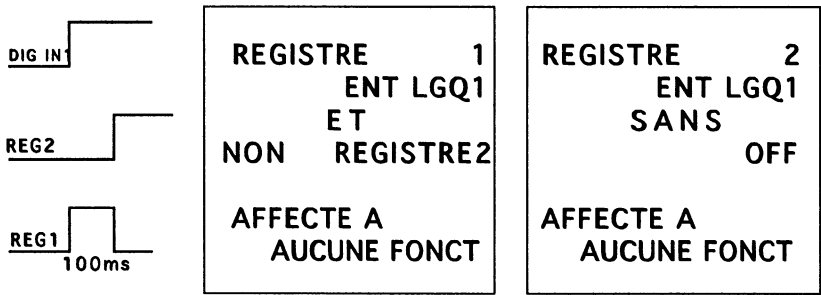 DIG IN1
REG2
REG1
100ms
REGISTRE 1
ENT LGQ1
ET
NON REGISTRE2
AFFECTE A
AUCUNE FONCT
REGISTRE 2
ENT LGQ1
SANS
OFF
AFFECTE A
AUCUNE FONCT